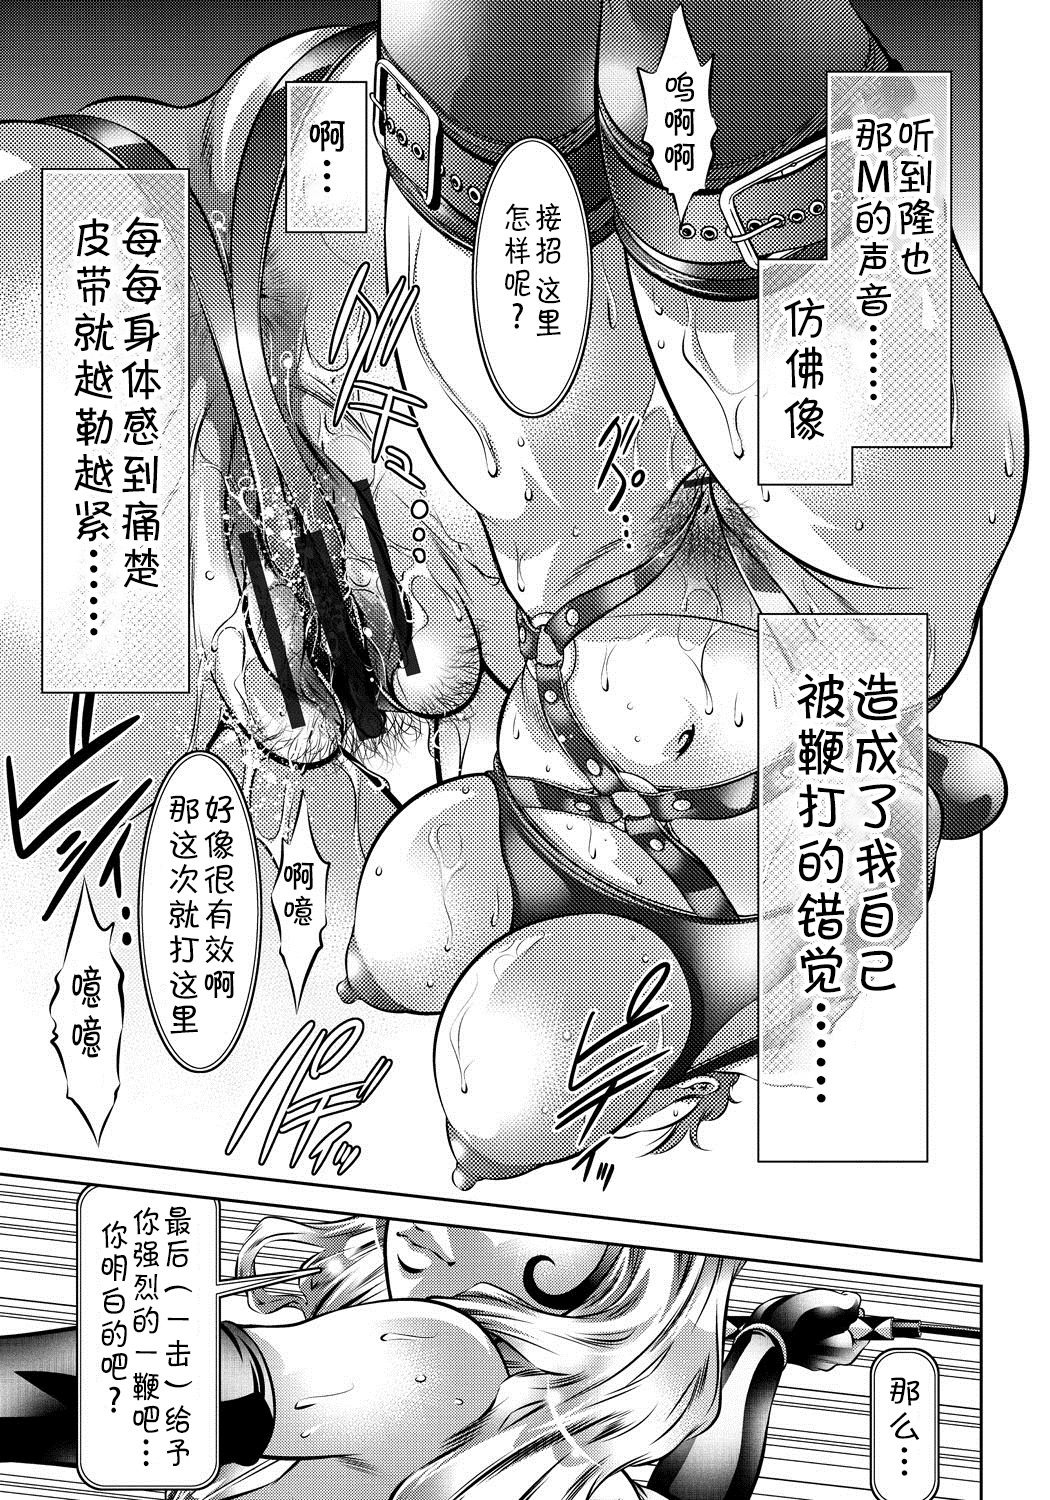 听到隆也
那M的声音……
仿佛像
呜啊啊
接招 这里
怎样呢？
啊…
每每身体感到痛楚
皮带就越勒越紧……
造成了我自己
被鞭打的错觉……
好像很有效啊
那这次就打这里
啊噫
噫噫
那么…
最后（一击）给予
你强烈的一鞭吧…
你明白的吧？